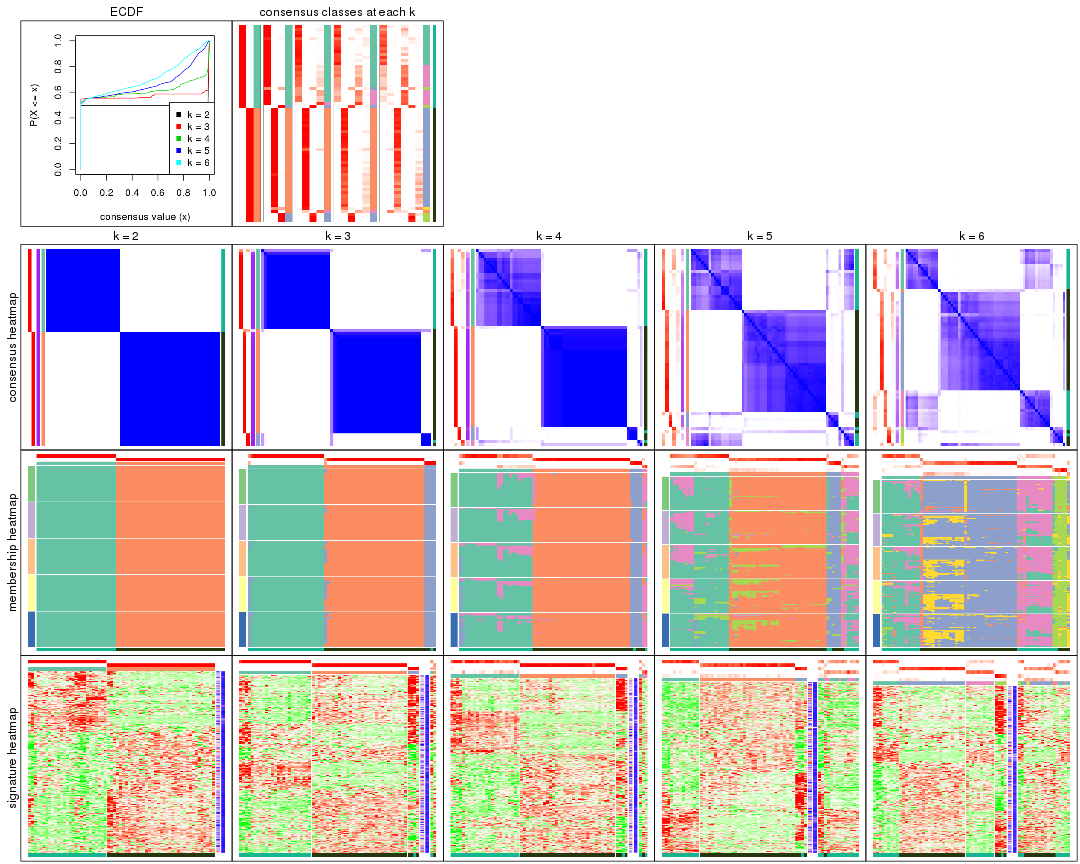 ECDF
consensus classes at each k
P(X <= x)
1.0
0.8
0.6
0.4
0.2
0.0
k = 2
k = 3
k = 4
k = 5
k = 6
0.0 0.2 0.4 0.6 0.8 1.0
consensus value (x)
k = 2 k = 3 k = 4 k = 5 k = 6
consensus heatmap
membership heatmap
signature heatmap